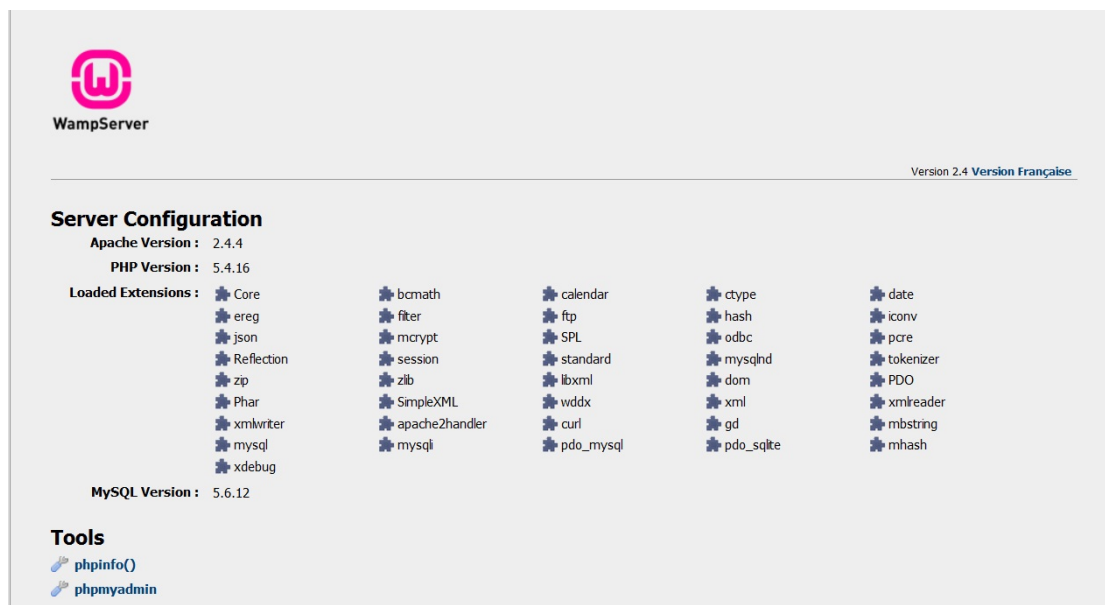 WampServer
Version 2.4 Version Française
Server Configuration
Apache Version : 2.4.4
PHP Version : 5.4.16
Loaded Extensions : Core bcmath calendar ctype date
ereg filter ftp hash iconv
json mcrypt SPL odbc pcre
Reflection session standard mysqlnd tokenizer
zip zlib libxml dom PDO
Phar SimpleXML wddx xml xmlreader
xmlwriter apache2handler curl gd mbstring
mysql mysqli pdo_mysql pdo_sqlite mhash
xdebug
MySQL Version : 5.6.12
Tools
phpinfo()
phpmyadmin